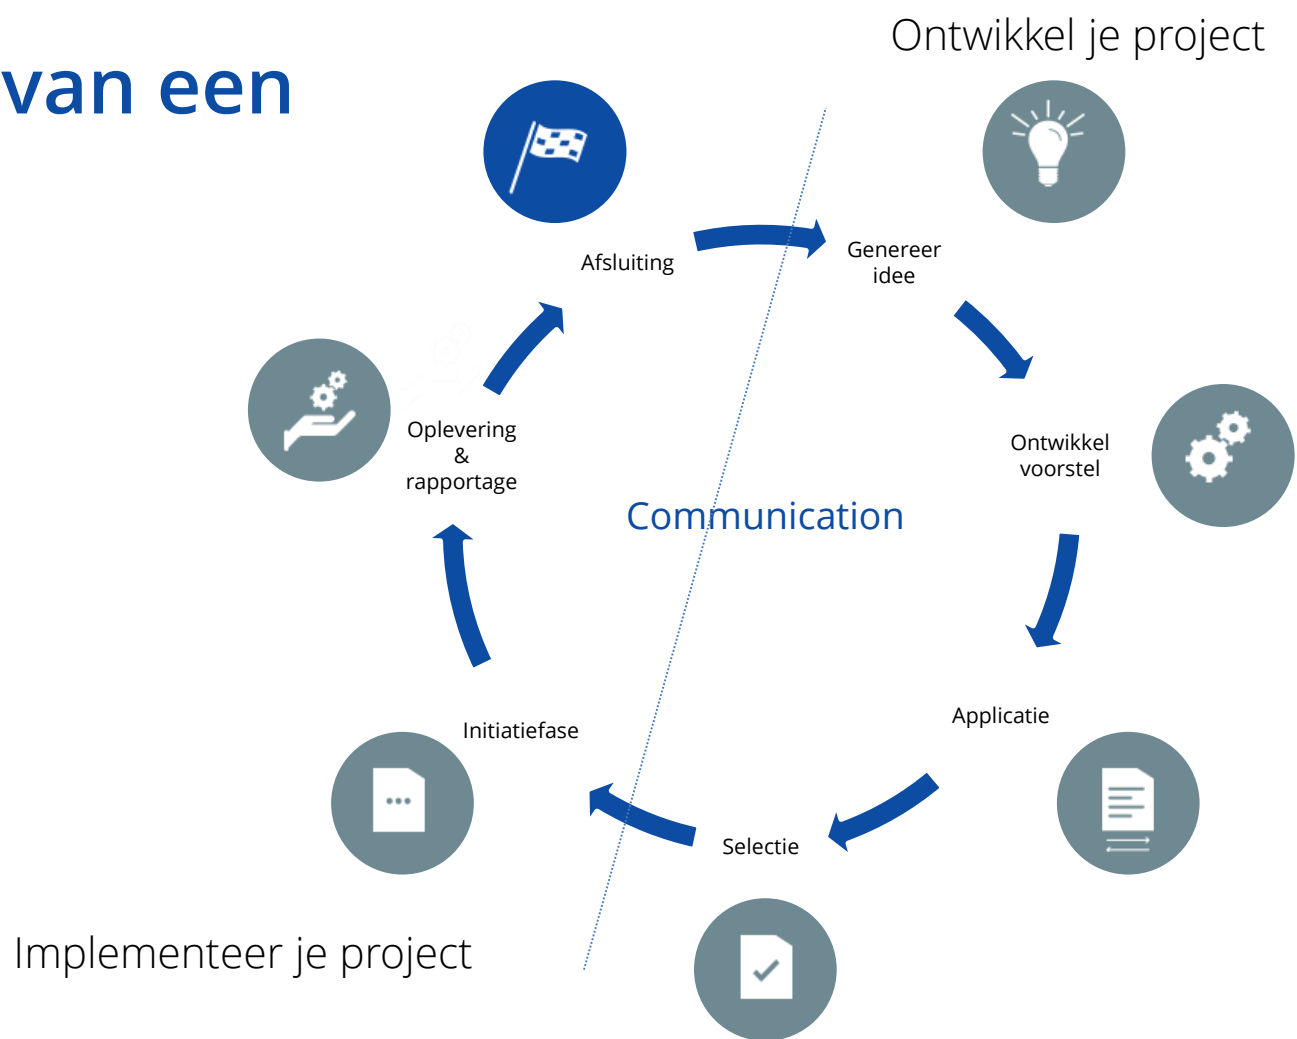 Ontwikkel je project
van een
Afsluiting
Genereer
idee
Oplevering
&
rapportage
Ontwikkel
voorstel
Communication
Initiatiefase
Applicatie
Selectie
Implementeer je project